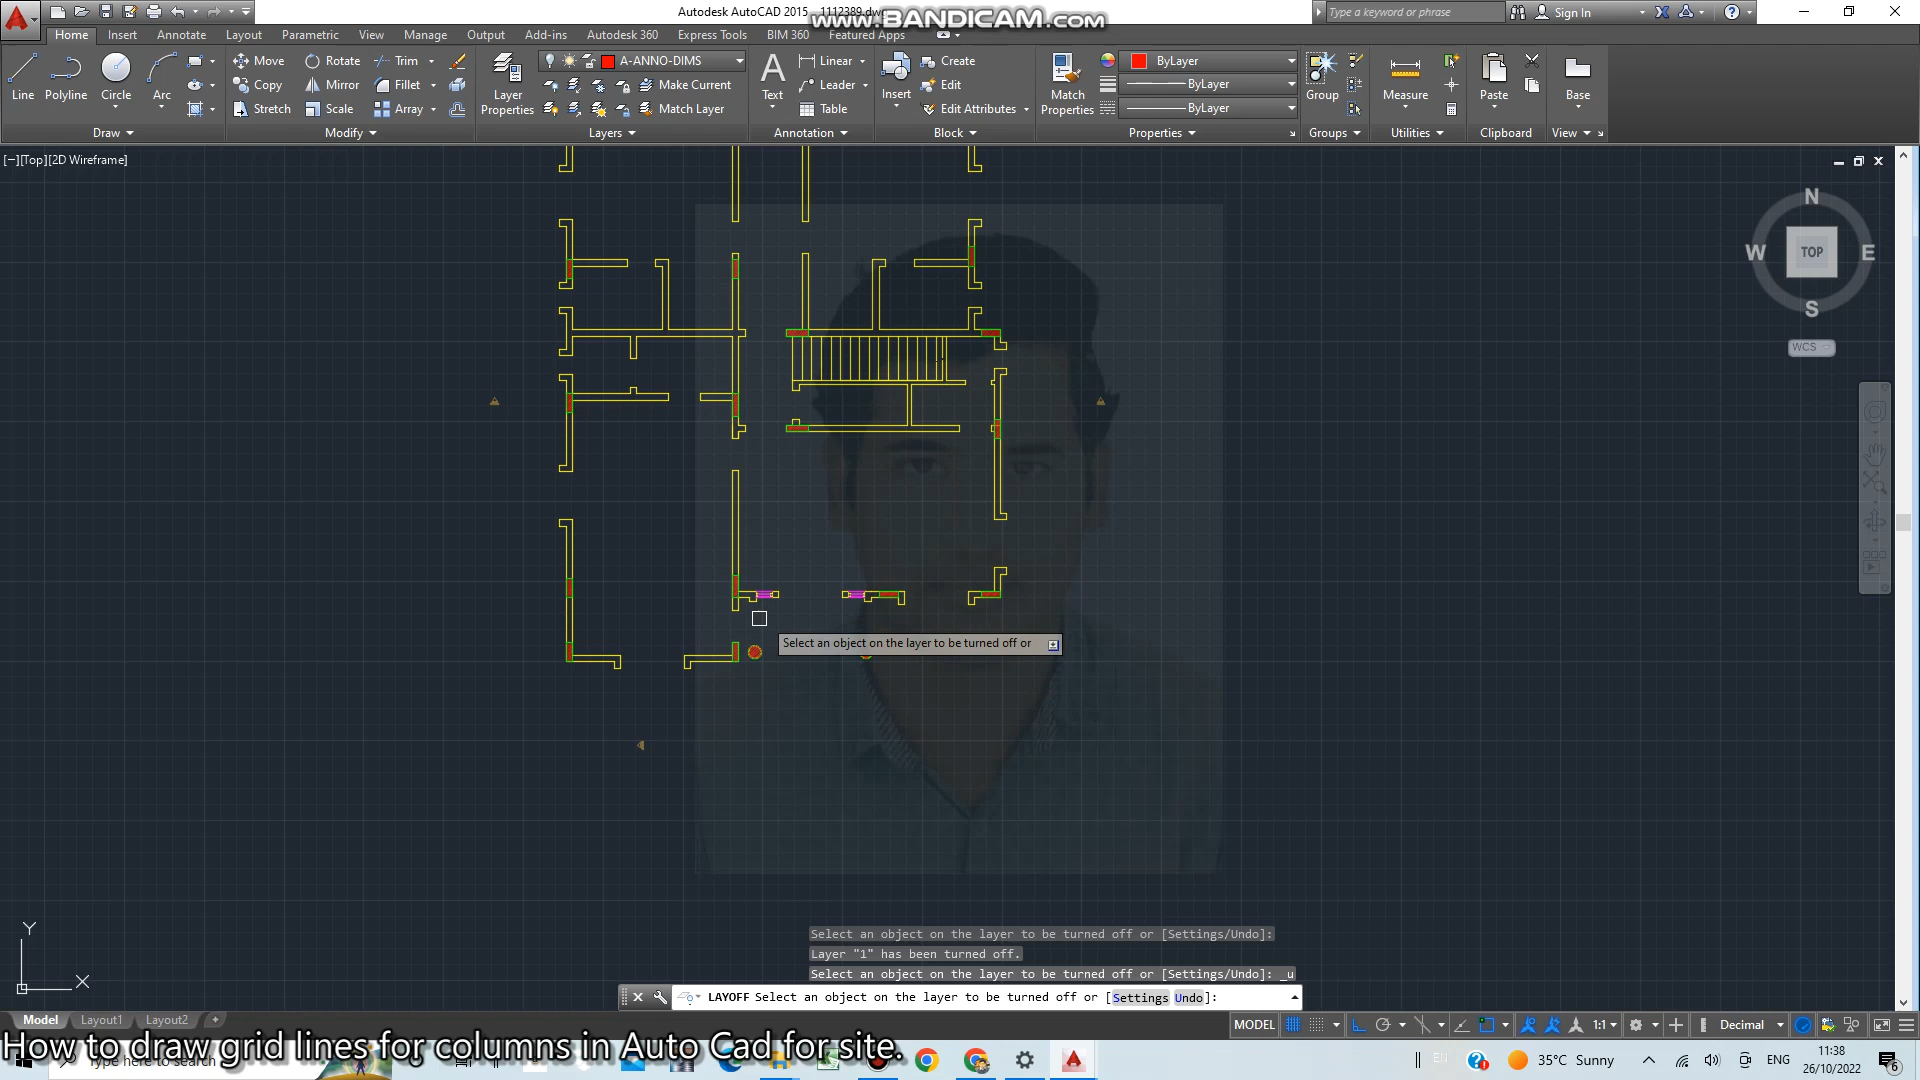 Autodesk AutoCAD 2015 1112389.dwg
www.BANDICAM.com
Type a keyword or phrase
Sign In
Home Insert Annotate Layout Parametric View Manage Output Add-ins Autodesk 360 Express Tools BIM 360 Featured Apps
Line Polyline Circle Arc
Draw
Move Rotate Trim
Copy Mirror Fillet
Stretch Scale Array
Modify
Layer Properties
A-ANNO-DIMS
Make Current
Match Layer
Layers
Text
Linear
Leader
Table
Annotation
Insert
Create
Edit
Edit Attributes
Block
Match Properties
ByLayer
ByLayer
ByLayer
Properties
Group
Groups
Measure
Utilities
Paste
Clipboard
Base
View
[−][Top][2D Wireframe]
N
W TOP E
S
WCS
Select an object on the layer to be turned off or
Y
X
Select an object on the layer to be turned off or [Settings/Undo]:
Layer "1" has been turned off.
Select an object on the layer to be turned off or [Settings/Undo]: _u
LAYOFF Select an object on the layer to be turned off or [Settings Undo]:
Model Layout1 Layout2 +
MODEL 1:1 Decimal
How to draw grid lines for columns in Auto Cad for site.
Type here to search
35°C Sunny
ENG
11:38
26/10/2022
6